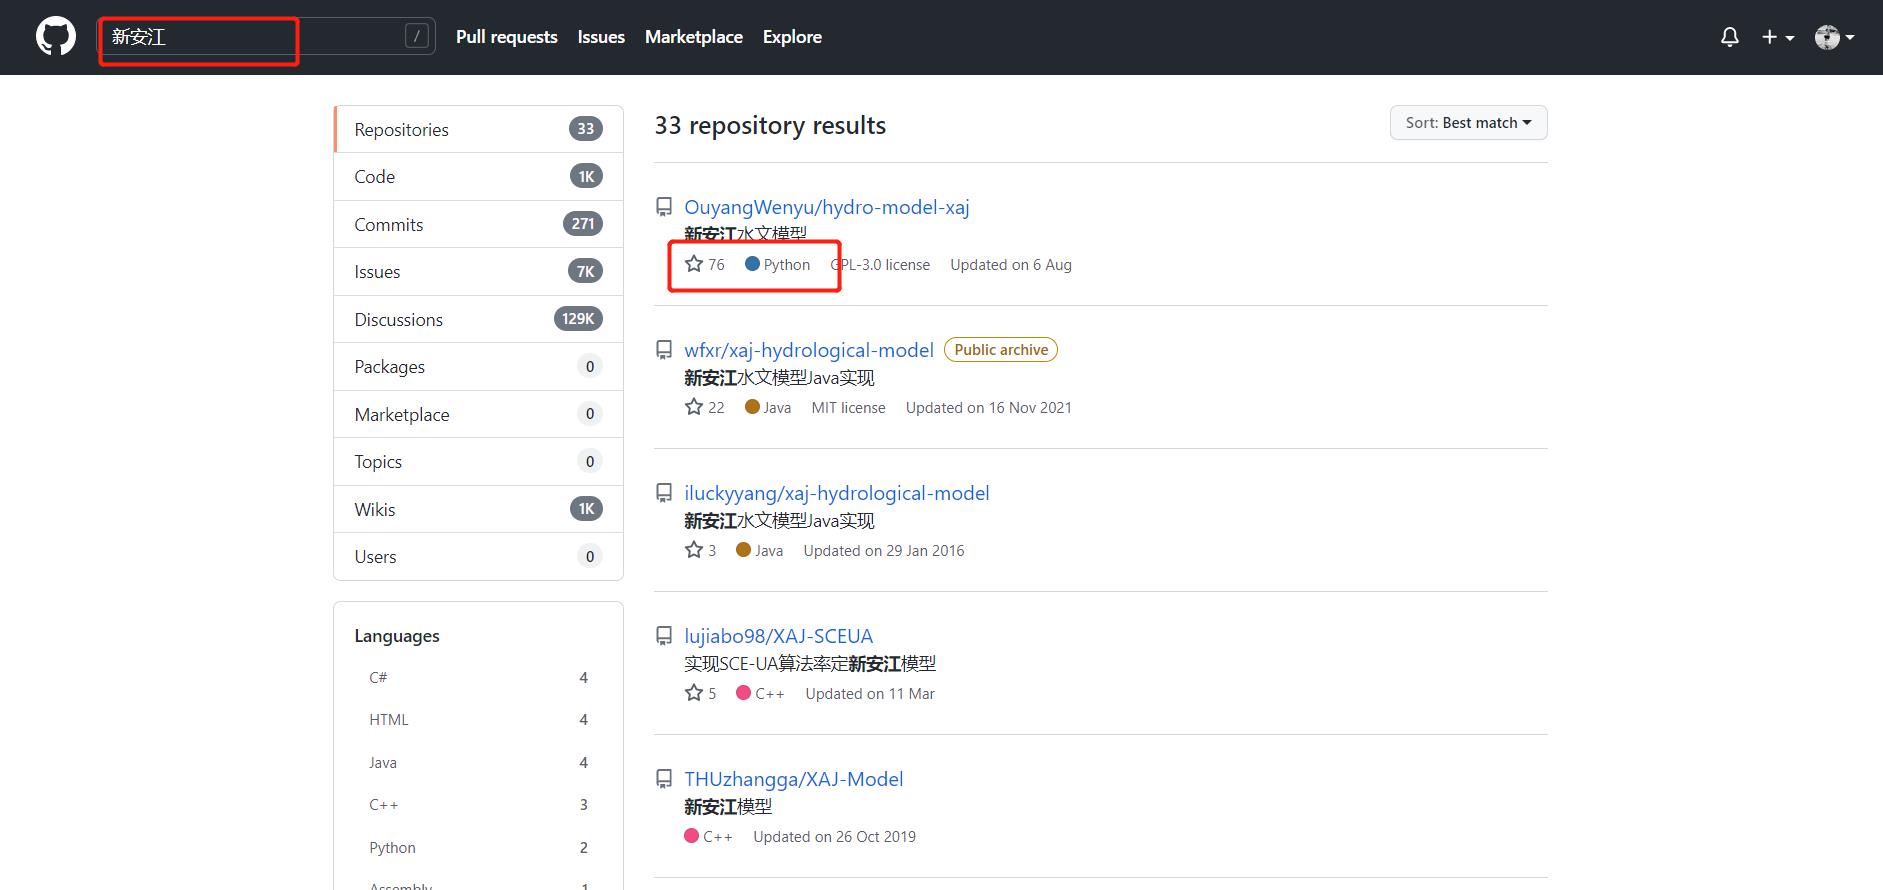 新安江 / Pull requests Issues Marketplace Explore
Repositories 33
Code 1K
Commits 271
Issues 7K
Discussions 129K
Packages 0
Marketplace 0
Topics 0
Wikis 1K
Users 0
Languages
C# 4
HTML 4
Java 4
C++ 3
Python 2
Assembly 1
33 repository results
Sort: Best match
OuyangWenyu/hydro-model-xaj
新安江水文模型
76 Python GPL-3.0 license Updated on 6 Aug
wfxr/xaj-hydrological-model Public archive
新安江水文模型Java实现
22 Java MIT license Updated on 16 Nov 2021
iluckyyang/xaj-hydrological-model
新安江水文模型Java实现
3 Java Updated on 29 Jan 2016
lujiabo98/XAJ-SCEUA
实现SCE-UA算法率定新安江模型
5 C++ Updated on 11 Mar
THUzhangga/XAJ-Model
新安江模型
C++ Updated on 26 Oct 2019